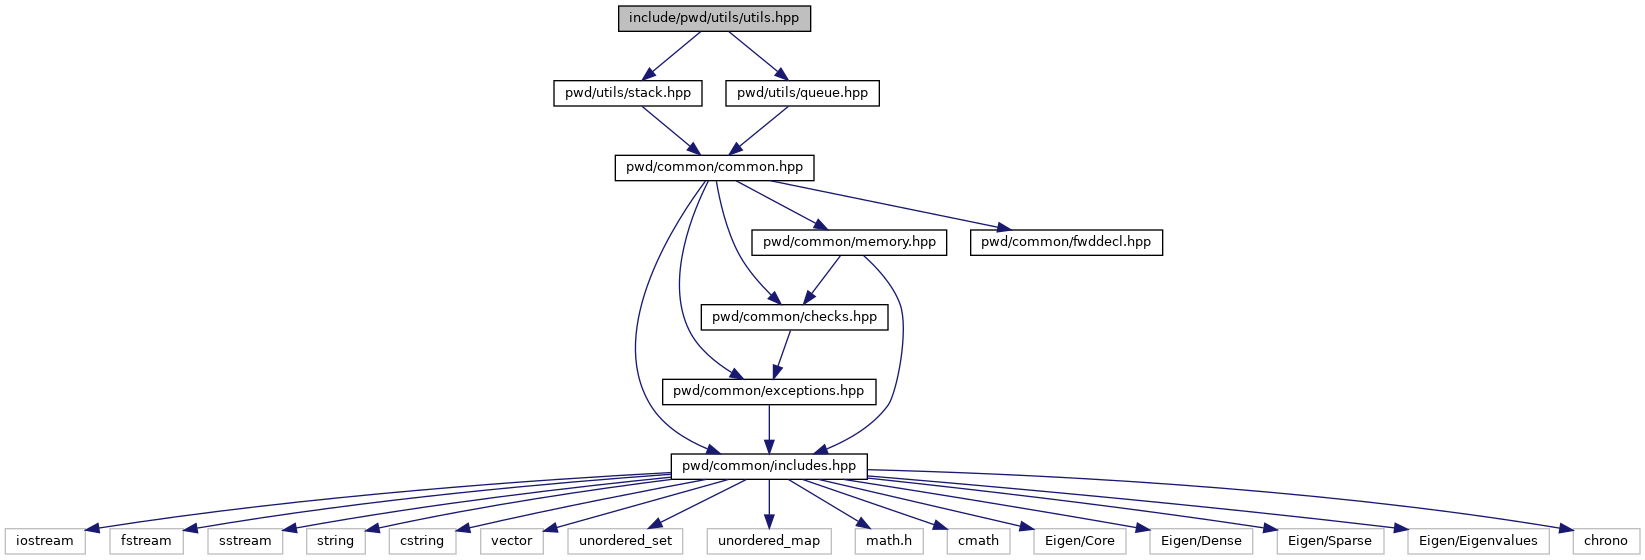 include/pwd/utils/utils.hpp
pwd/utils/stack.hpp
pwd/utils/queue.hpp
pwd/common/common.hpp
pwd/common/memory.hpp
pwd/common/fwddecl.hpp
pwd/common/checks.hpp
pwd/common/exceptions.hpp
pwd/common/includes.hpp
iostream
fstream
sstream
string
cstring
vector
unordered_set
unordered_map
math.h
cmath
Eigen/Core
Eigen/Dense
Eigen/Sparse
Eigen/Eigenvalues
chrono